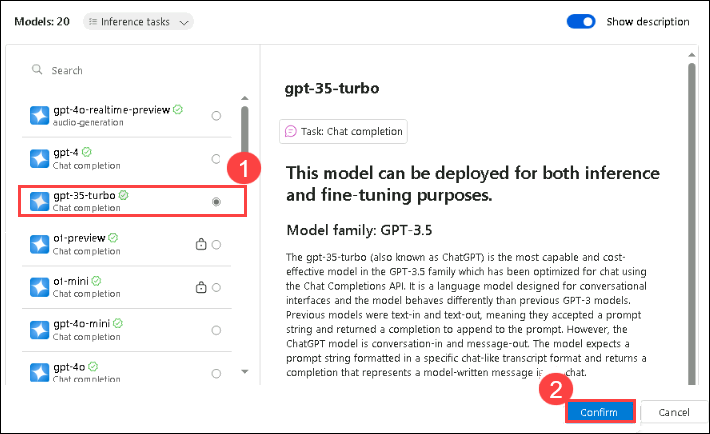 Models: 20
Inference tasks
Show description
Search
gpt-4o-realtime-preview
audio-generation
gpt-4
Chat completion
1
gpt-35-turbo
Chat completion
o1-preview
Chat completion
o1-mini
Chat completion
gpt-4o-mini
Chat completion
gpt-4o
Chat completion
gpt-35-turbo
Task: Chat completion
This model can be deployed for both inference
and fine-tuning purposes.
Model family: GPT-3.5
The gpt-35-turbo (also known as ChatGPT) is the most capable and cost-
effective model in the GPT-3.5 family which has been optimized for chat using
the Chat Completions API. It is a language model designed for conversational
interfaces and the model behaves differently than previous GPT-3 models.
Previous models were text-in and text-out, meaning they accepted a prompt
string and returned a completion to append to the prompt. However, the
ChatGPT model is conversation-in and message-out. The model expects a
prompt string formatted in a specific chat-like transcript format and returns a
completion that represents a model-written message chat.
2
Confirm
Cancel